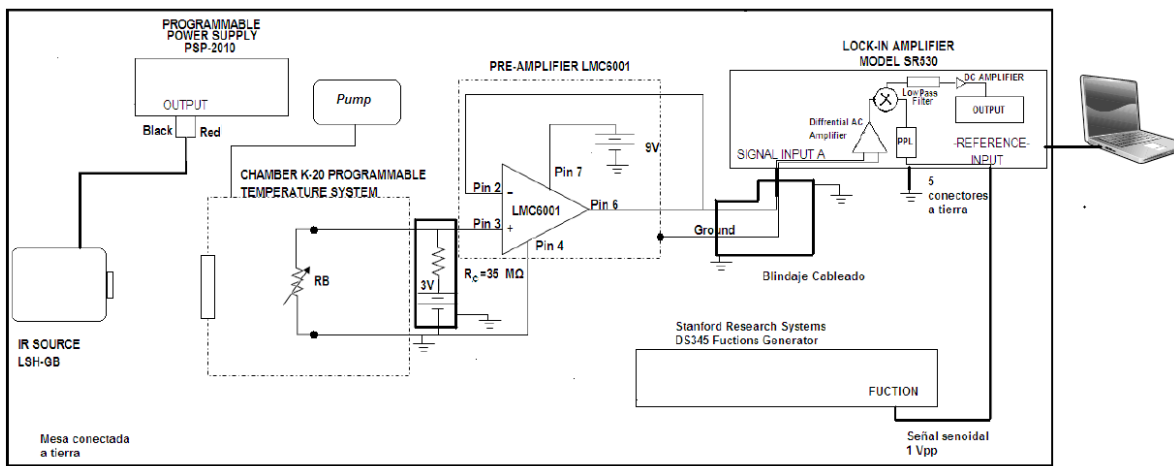 PROGRAMMABLE
POWER SUPPLY
PSP-2010
OUTPUT
Black
Red
Pump
CHAMBER K-20 PROGRAMMABLE
TEMPERATURE SYSTEM
RB
IR SOURCE
LSH-GB
Mesa conectada
a tierra
PRE-AMPLIFIER LMC6001
9V
Pin 7
Pin 2
LMC6001
Pin 6
Pin 3
Pin 4
-
+
3V
RC =35 MΩ
Ground
LOCK-IN AMPLIFIER
MODEL SR530
DC AMPLIFIER
Low Pass
Filter
OUTPUT
Diffrential AC
Amplifier
PPL
-REFERENCE-
INPUT
SIGNAL INPUT A
5
conectores
a tierra
Blindaje Cableado
Stanford Research Systems
DS345 Fuctions Generator
FUCTION
Señal senoidal
1 Vpp